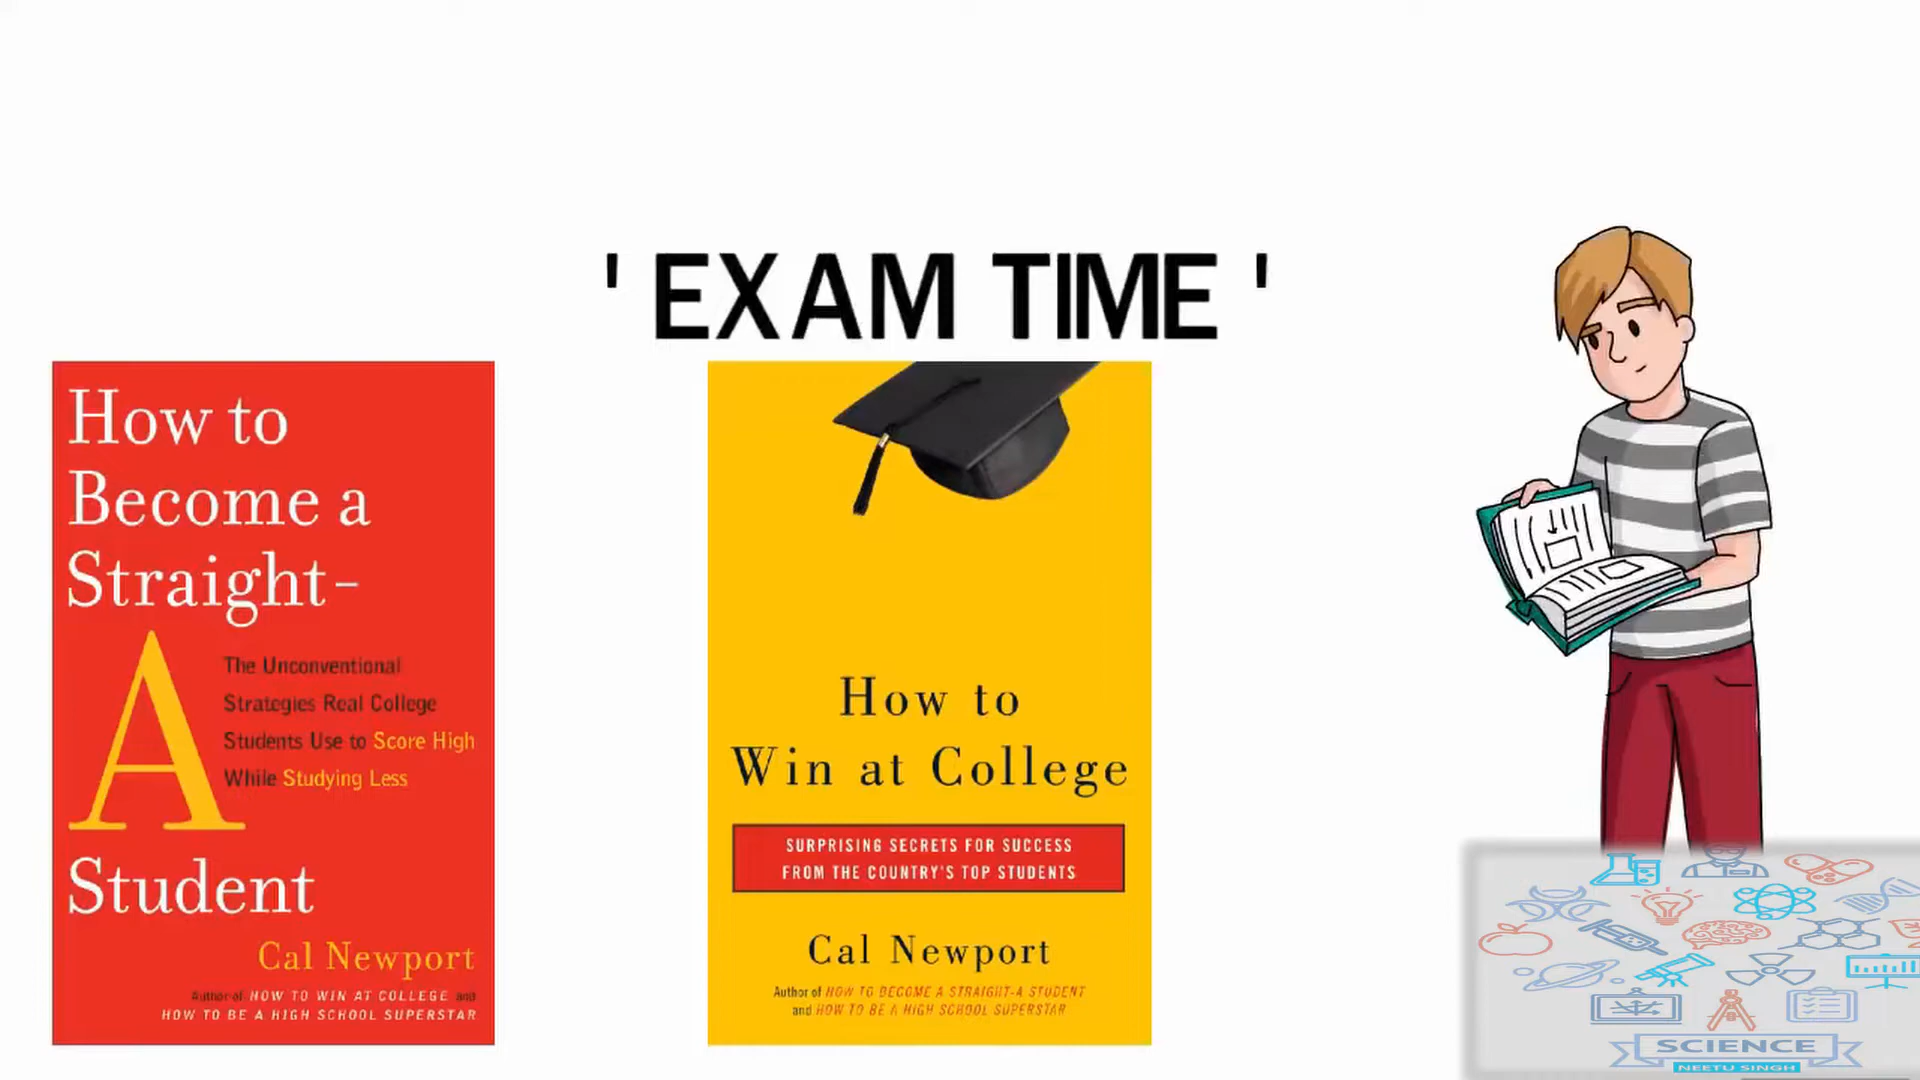 ' EXAM TIME '
How to
Become a
Straight-
A
The Unconventional
Strategies Real College
Students Use to Score High
While Studying Less
Student
Cal Newport
Author of HOW TO WIN AT COLLEGE and
HOW TO BE A HIGH SCHOOL SUPERSTAR
How to
Win at College
SURPRISING SECRETS FOR SUCCESS
FROM THE COUNTRY'S TOP STUDENTS
Cal Newport
Author of HOW TO BECOME A STRAIGHT-A STUDENT
and HOW TO BE A HIGH SCHOOL SUPERSTAR
SCIENCE
NEETU SINGH